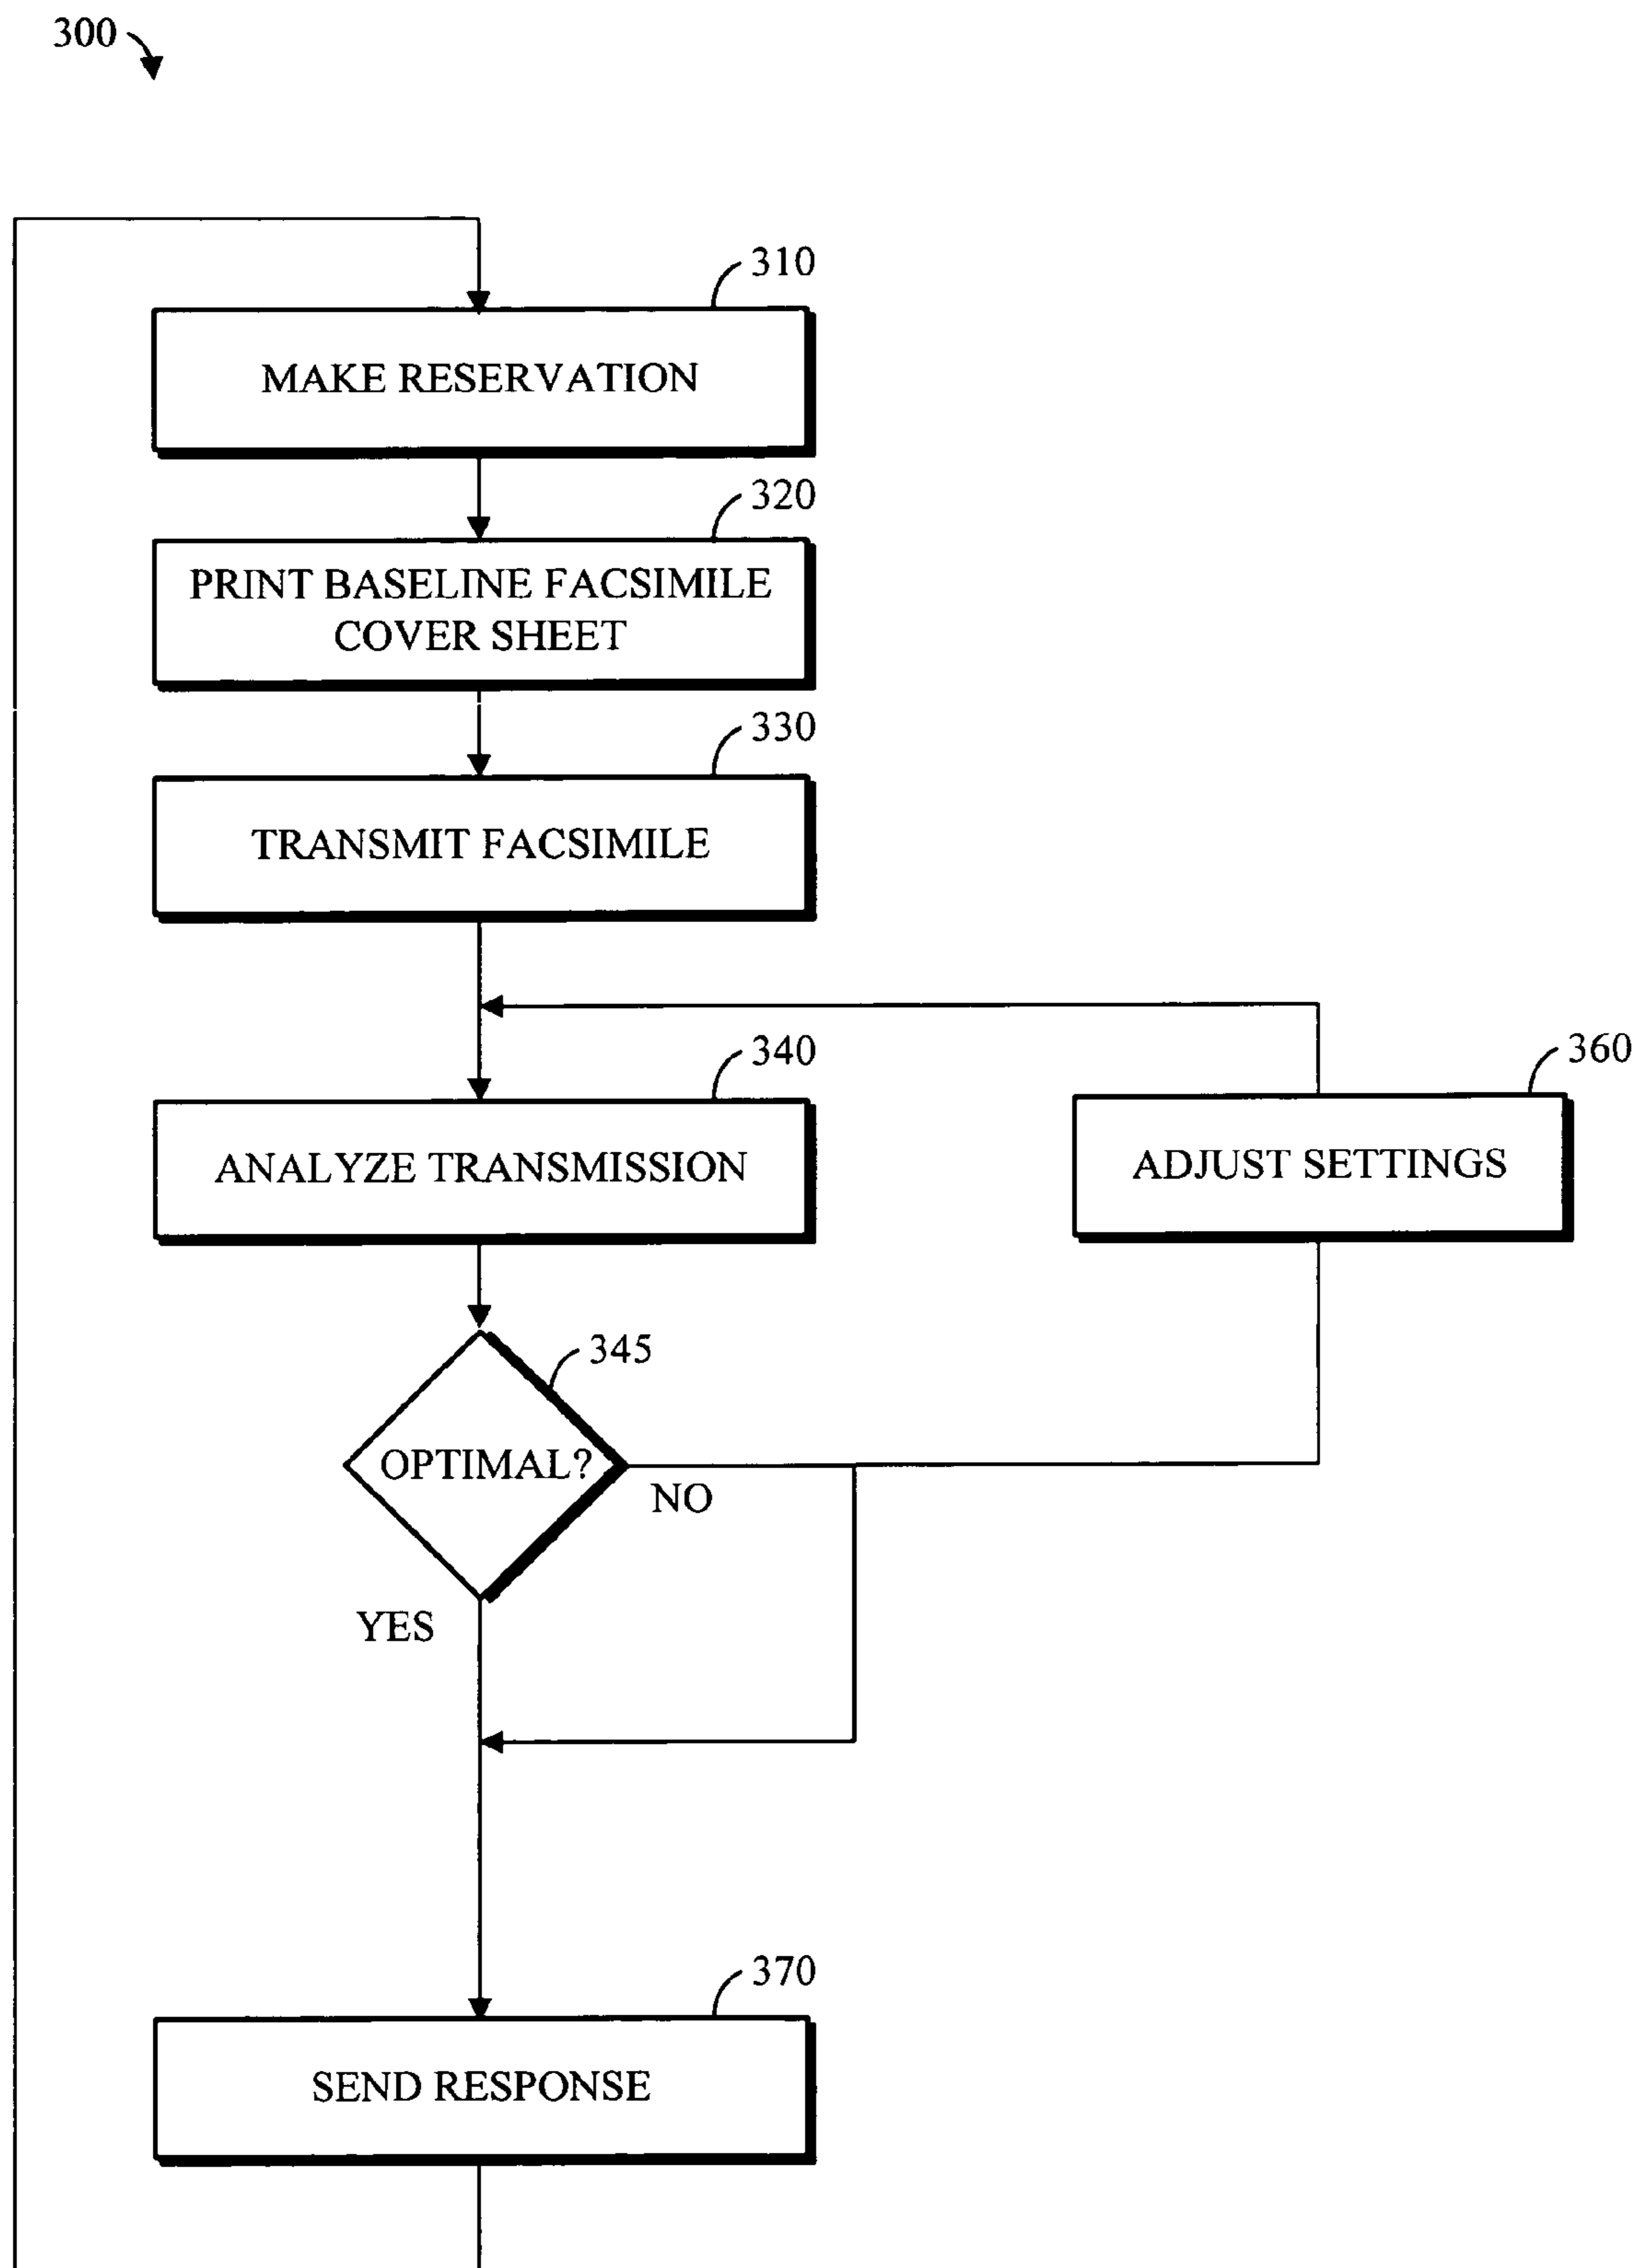 300
310
MAKE RESERVATION
320
PRINT BASELINE FACSIMILE
COVER SHEET
330
TRANSMIT FACSIMILE
340
ANALYZE TRANSMISSION
360
ADJUST SETTINGS
345
OPTIMAL?
NO
YES
370
SEND RESPONSE